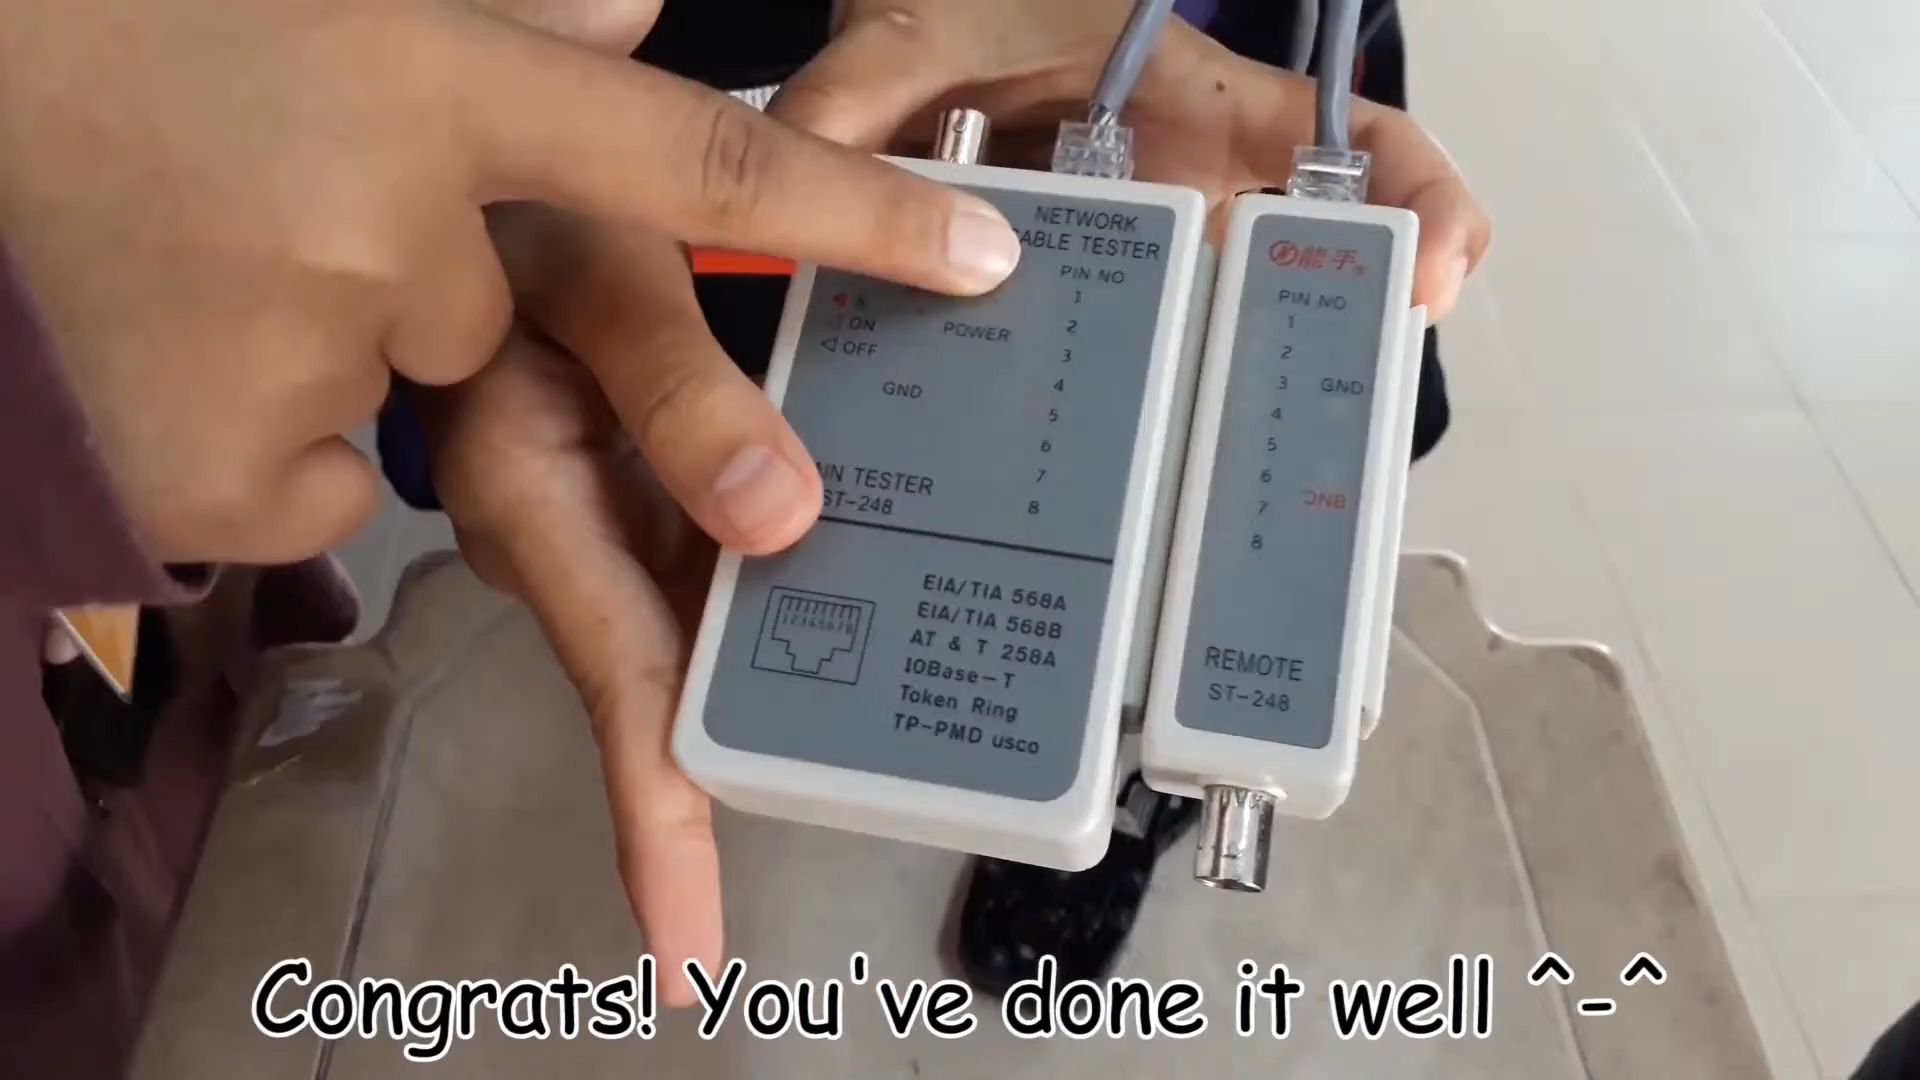 NETWORK
ABLE TESTER
PIN NO
1
2
3
4
5
6
7
8
S
ON
OFF
POWER
GND
IN TESTER
ST-248
12345678
EIA/TIA 568A
EIA/TIA 568B
AT & T 258A
10Base-T
Token Ring
TP-PMD usco
能手
PIN NO
1
2
3 GND
4
5
6
7 BNC
8
REMOTE
ST-248
Congrats! You've done it well ^-^